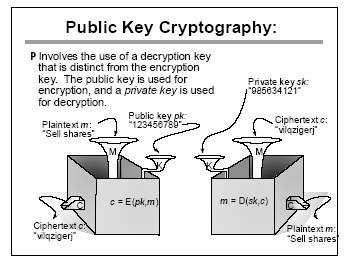 Public Key Cryptography:
P Involves the use of a decryption key
that is distinct from the encryption
key. The public key is used for
encryption, and a private key is used
for decryption.
Private key sk:
"985634121"
Public key pk:
"123456789"
Plaintext m:
"Sell shares"
Ciphertext c:
"vilqzigerj"
M
K
c = E(pk,m)
C
Ciphertext c:
"vilqzigerj"
K
M
m = D(sk,c)
C
Plaintext m:
"Sell shares"